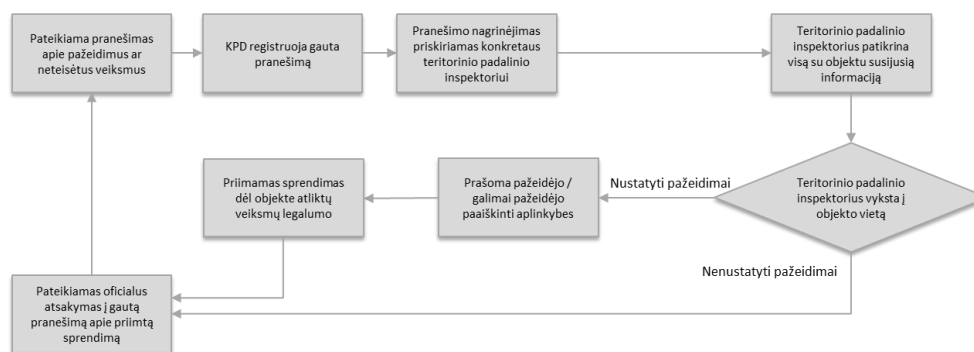 Pateikiama pranešimas
apie pažeidimus ar
neteisėtus veiksmus
KPD registruoja gauta
pranešimą
Pranešimo nagrinėjimas
priskiriamas konkretaus
teritorinio padalinio
inspektoriui
Teritorinio padalinio
inspektorius patikrina
visą su objektu susijusią
informaciją
Teritorinio padalinio
inspektorius vyksta į
objekto vietą
Nustatyti pažeidimai
Prašoma pažeidėjo /
galimai pažeidėjo
paaiškinti aplinkybes
Priimamas sprendimas
dėl objekte atliktų
veiksmų legalumo
Nenustatyti pažeidimai
Pateikiamas oficialus
atsakymas į gautą
pranešimą apie priimtą
sprendimą